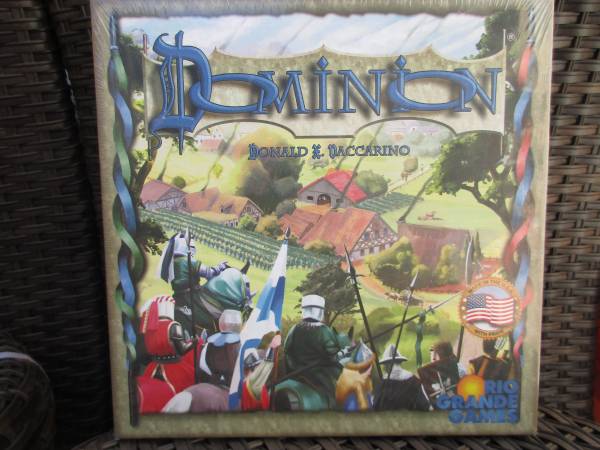 DOMINION
®
DONALD X. VACCARINO
RIO
GRANDE
GAMES